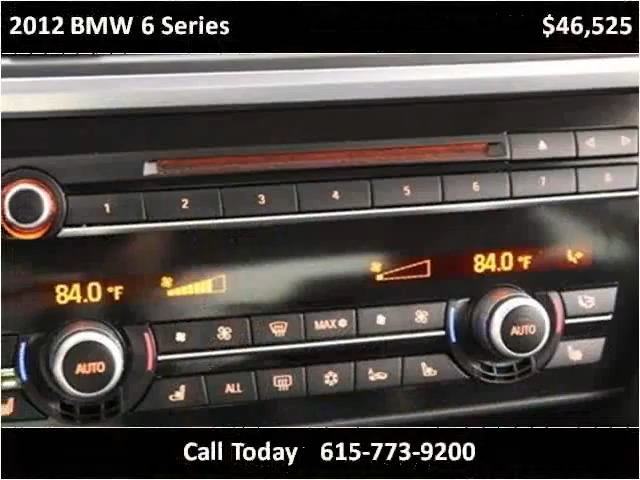 2012 BMW 6 Series $46,525
1 2 3 4 5 6 7 8
84.0 °F 84.0 °F
MAX
AUTO AUTO
ALL
Call Today 615-773-9200